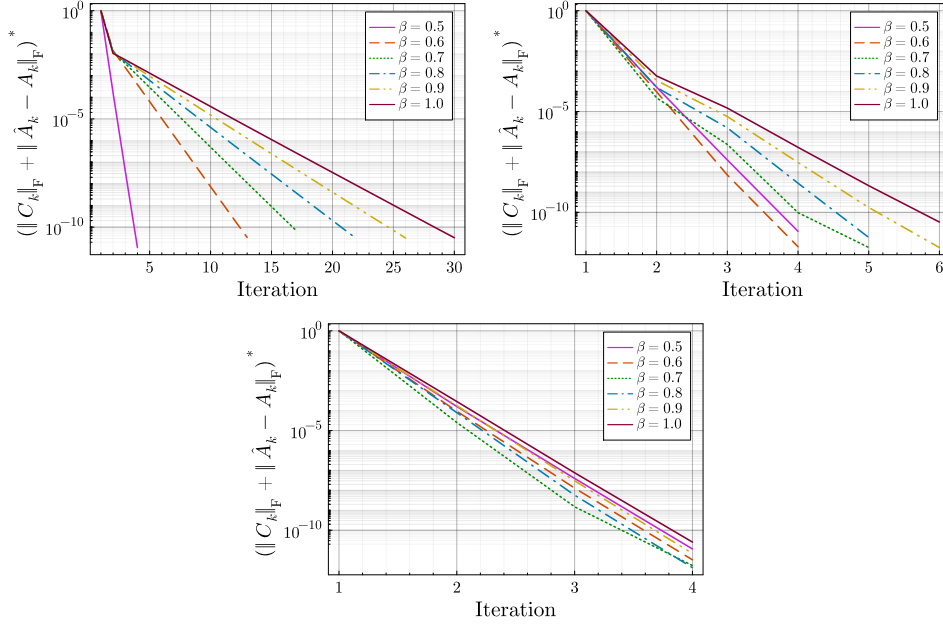 (‖C_k‖_F + ‖Â_k − A_k‖_F)^*
10^0
10^−5
10^−10
5
10
15
20
25
30
Iteration
β = 0.5
β = 0.6
β = 0.7
β = 0.8
β = 0.9
β = 1.0
(‖C_k‖_F + ‖Â_k − A_k‖_F)^*
10^0
10^−5
10^−10
1
2
3
4
5
6
Iteration
β = 0.5
β = 0.6
β = 0.7
β = 0.8
β = 0.9
β = 1.0
(‖C_k‖_F + ‖Â_k − A_k‖_F)^*
10^0
10^−5
10^−10
1
2
3
4
Iteration
β = 0.5
β = 0.6
β = 0.7
β = 0.8
β = 0.9
β = 1.0